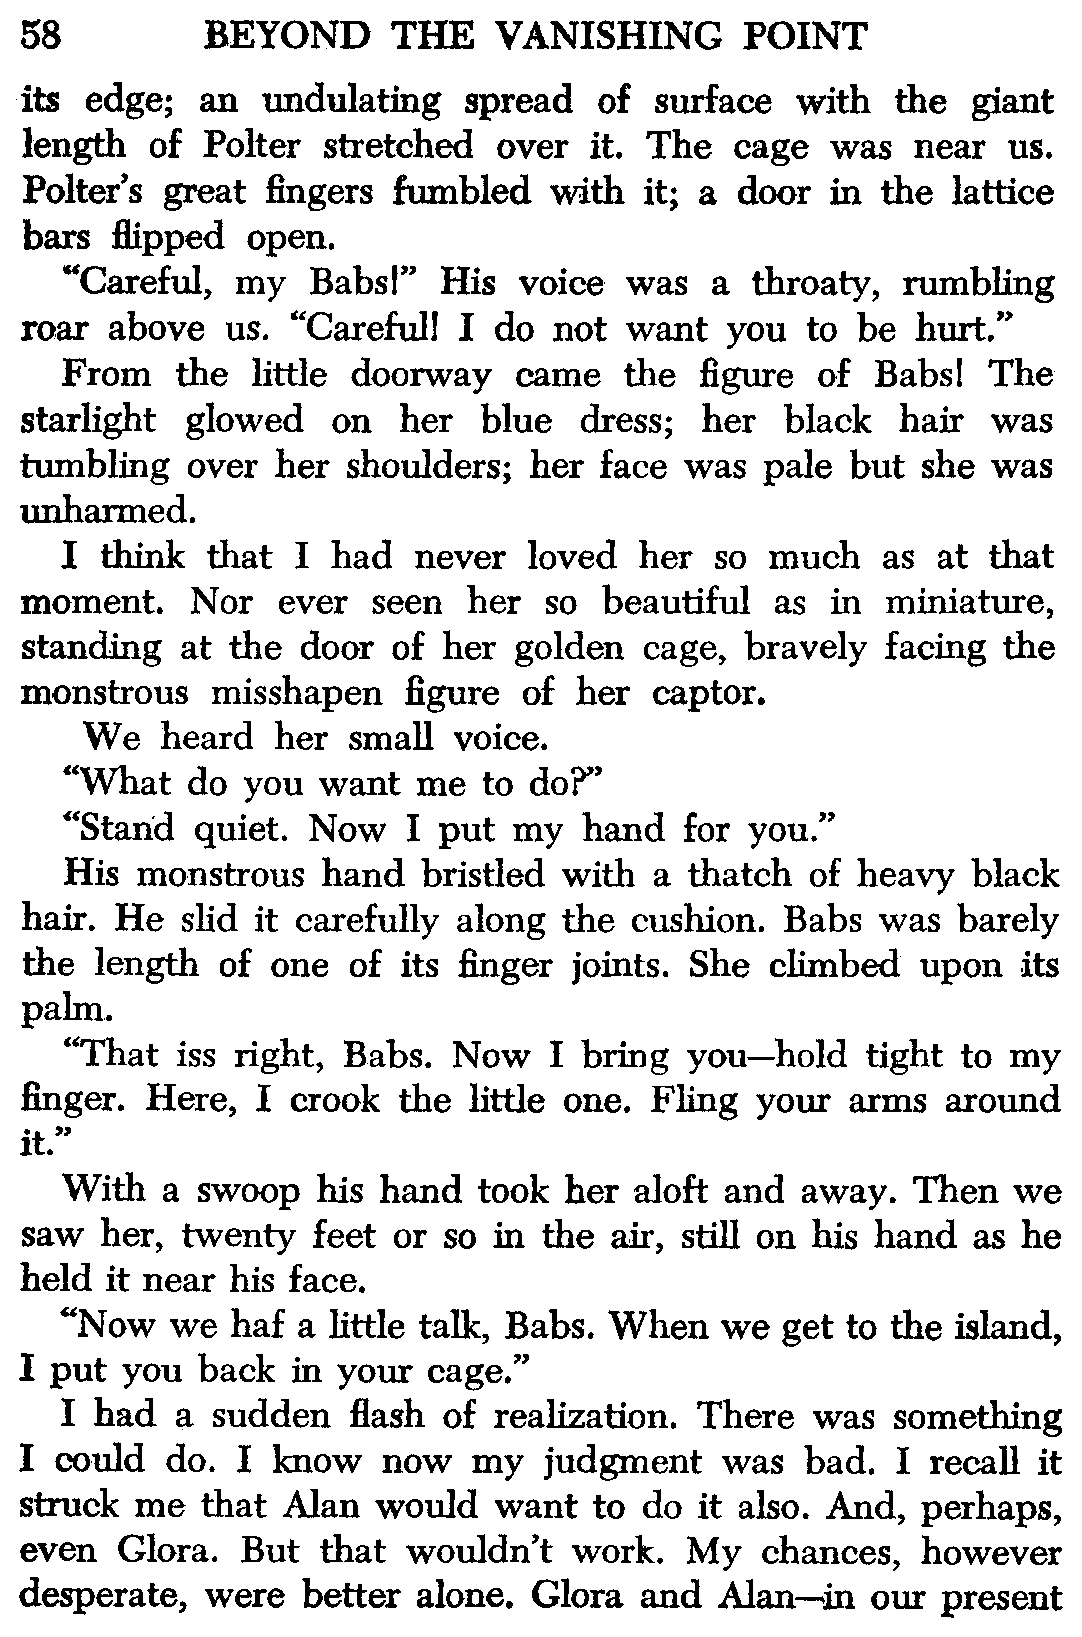 58 BEYOND THE VANISHING POINT
its edge; an undulating spread of surface with the giant
length of Polter stretched over it. The cage was near us.
Polter's great fingers fumbled with it; a door in the lattice
bars flipped open.
"Careful, my Babs!" His voice was a throaty, rumbling
roar above us. "Careful! I do not want you to be hurt."
From the little doorway came the figure of Babs! The
starlight glowed on her blue dress; her black hair was
tumbling over her shoulders; her face was pale but she was
unharmed.
I think that I had never loved her so much as at that
moment. Nor ever seen her so beautiful as in miniature,
standing at the door of her golden cage, bravely facing the
monstrous misshapen figure of her captor.
We heard her small voice.
"What do you want me to do?"
"Stand quiet. Now I put my hand for you."
His monstrous hand bristled with a thatch of heavy black
hair. He slid it carefully along the cushion. Babs was barely
the length of one of its finger joints. She climbed upon its
palm.
"That iss right, Babs. Now I bring you—hold tight to my
finger. Here, I crook the little one. Fling your arms around
it."
With a swoop his hand took her aloft and away. Then we
saw her, twenty feet or so in the air, still on his hand as he
held it near his face.
"Now we haf a little talk, Babs. When we get to the island,
I put you back in your cage."
I had a sudden flash of realization. There was something
I could do. I know now my judgment was bad. I recall it
struck me that Alan would want to do it also. And, perhaps,
even Glora. But that wouldn't work. My chances, however
desperate, were better alone. Glora and Alan—in our present